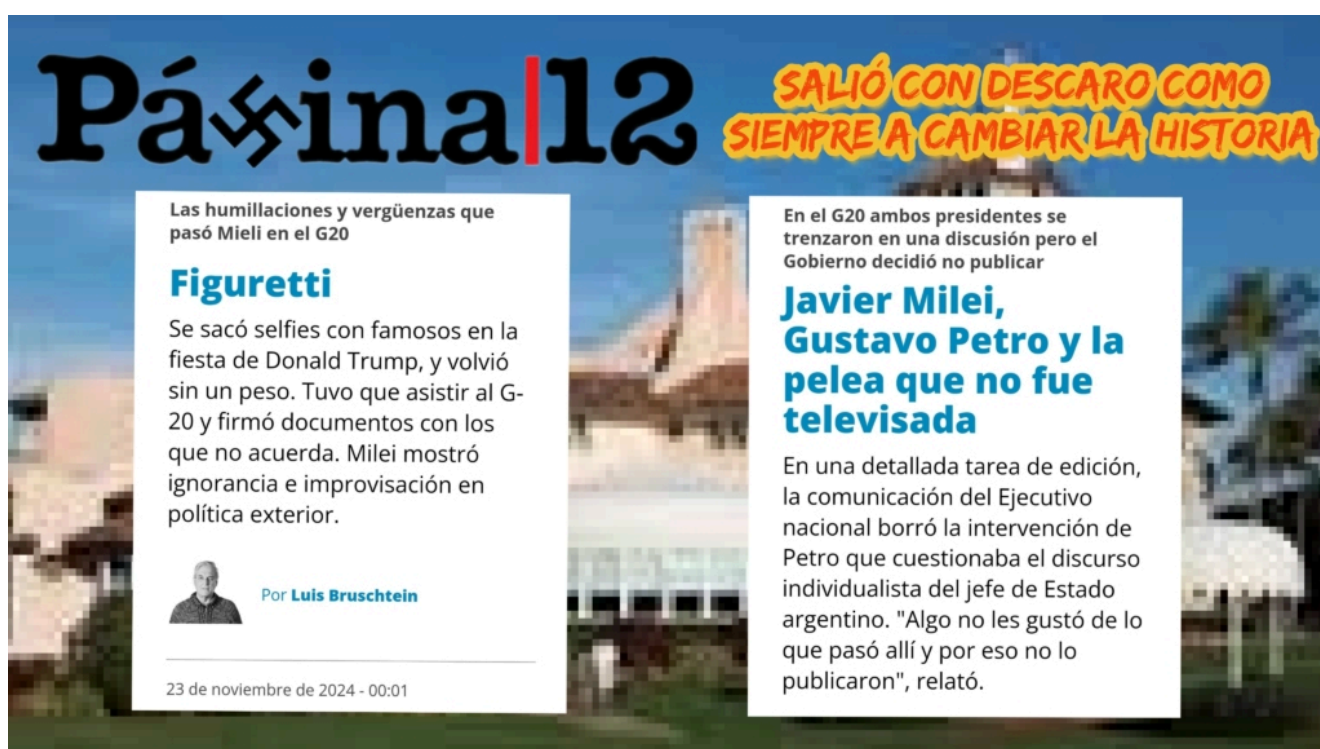 Pá卐ina|12
SALIÓ CON DESCARO COMO
SIEMPRE A CAMBIAR LA HISTORIA
Las humillaciones y vergüenzas que
pasó Mieli en el G20
Figuretti
Se sacó selfies con famosos en la
fiesta de Donald Trump, y volvió
sin un peso. Tuvo que asistir al G-
20 y firmó documentos con los
que no acuerda. Milei mostró
ignorancia e improvisación en
política exterior.
Por Luis Bruschtein
23 de noviembre de 2024 - 00:01
En el G20 ambos presidentes se
trenzaron en una discusión pero el
Gobierno decidió no publicar
Javier Milei,
Gustavo Petro y la
pelea que no fue
televisada
En una detallada tarea de edición,
la comunicación del Ejecutivo
nacional borró la intervención de
Petro que cuestionaba el discurso
individualista del jefe de Estado
argentino. "Algo no les gustó de lo
que pasó allí y por eso no lo
publicaron", relató.